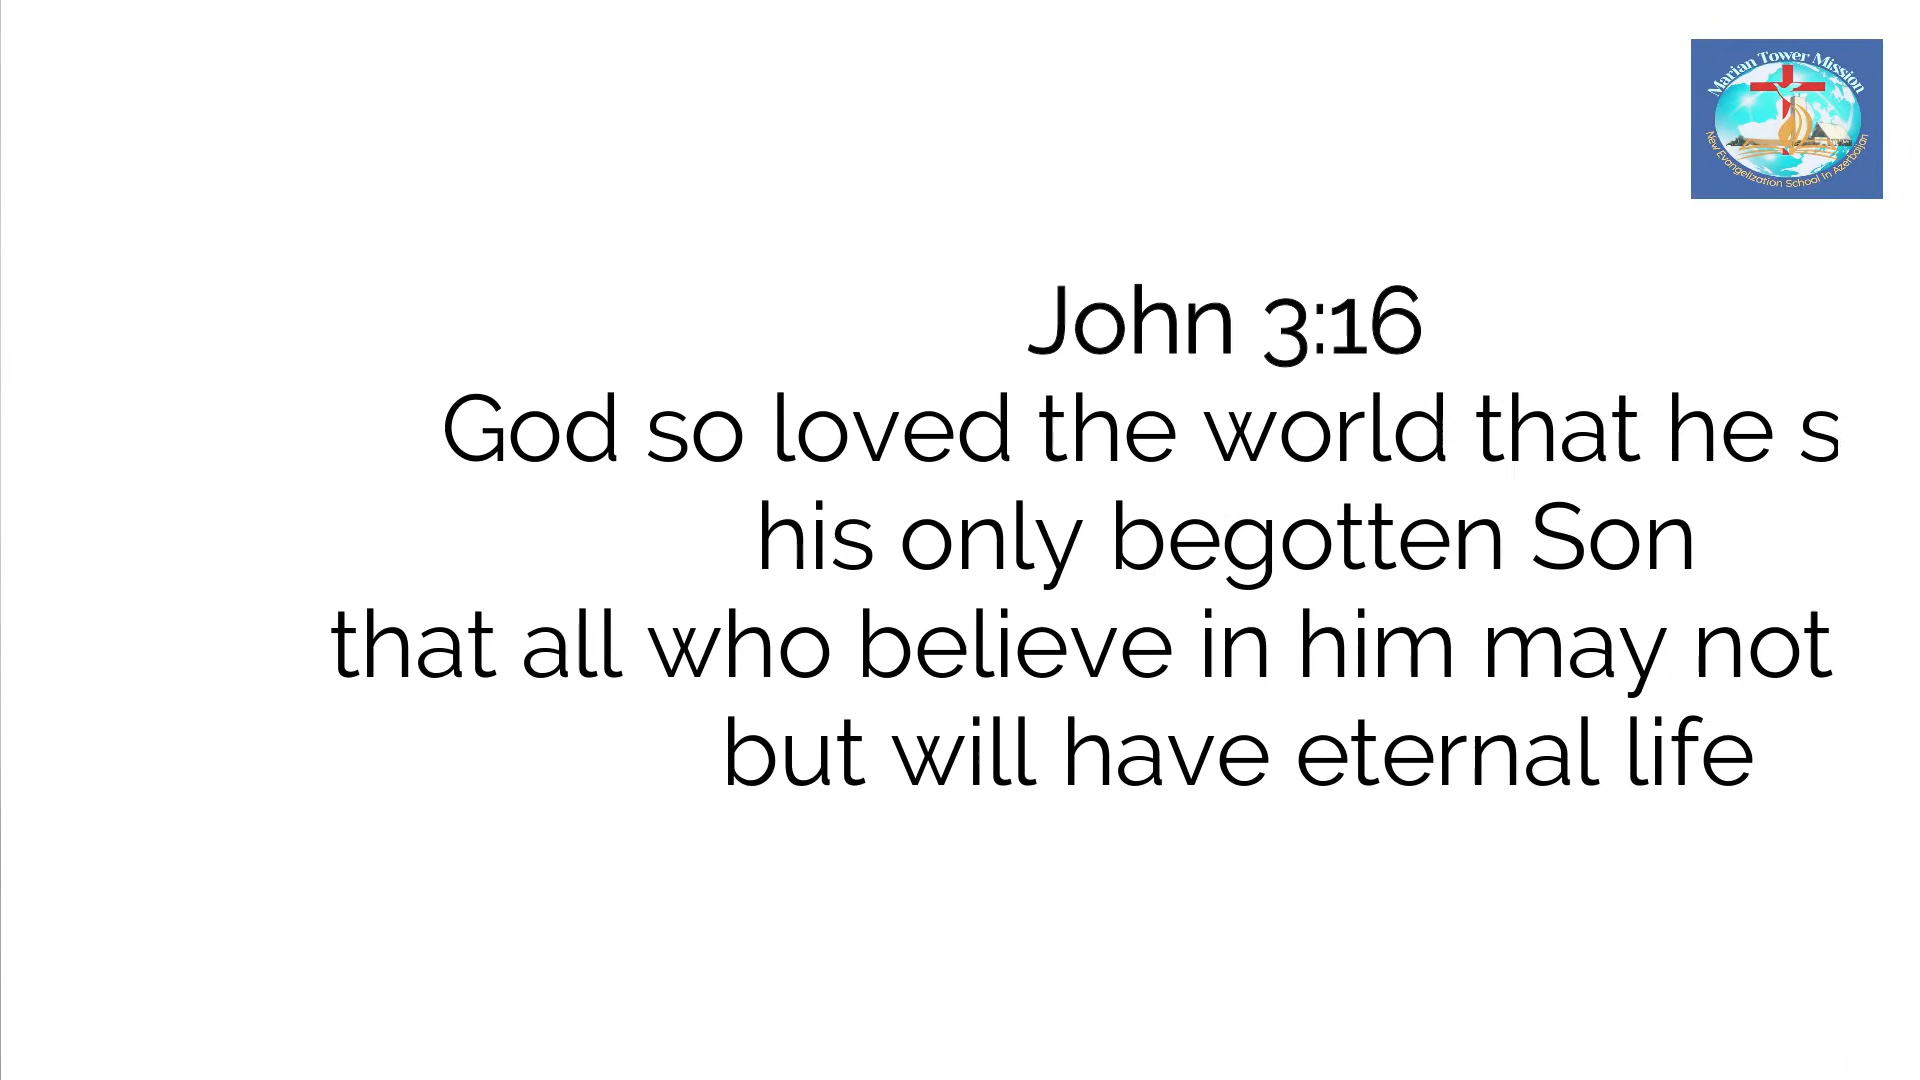 Marian Tower Mission
New Evangelization School In Azerbaijan
John 3:16
God so loved the world that he s
his only begotten Son
that all who believe in him may not
but will have eternal life